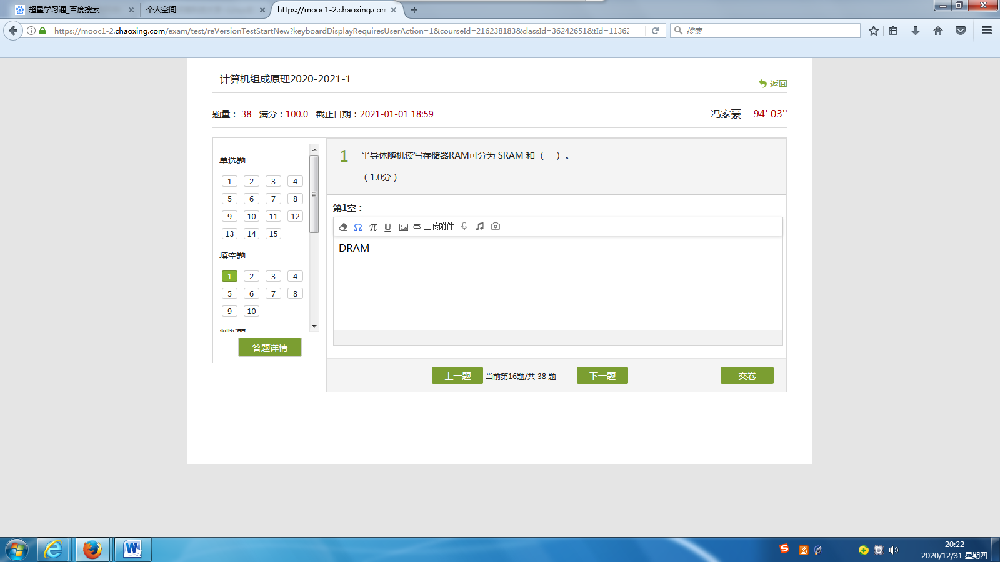 超星学习通_百度搜索
个人空间
https://mooc1-2.chaoxing.com
https://mooc1-2.chaoxing.com/exam/test/reVersionTestStartNew?keyboardDisplayRequiresUserAction=1&courseId=216238183&classId=36242651&tId=11362
搜索
计算机组成原理2020-2021-1
返回
题量： 38 满分：100.0 截止日期：2021-01-01 18:59
冯家豪 94' 03''
单选题
1 2 3 4
5 6 7 8
9 10 11 12
13 14 15
填空题
1 2 3 4
5 6 7 8
9 10
判断题
答题详情
1 半导体随机读写存储器RAM可分为 SRAM 和（ ）。
（1.0分）
第1空：
上传附件
DRAM
上一题 当前第16题/共 38 题 下一题 交卷
20:22
2020/12/31 星期四